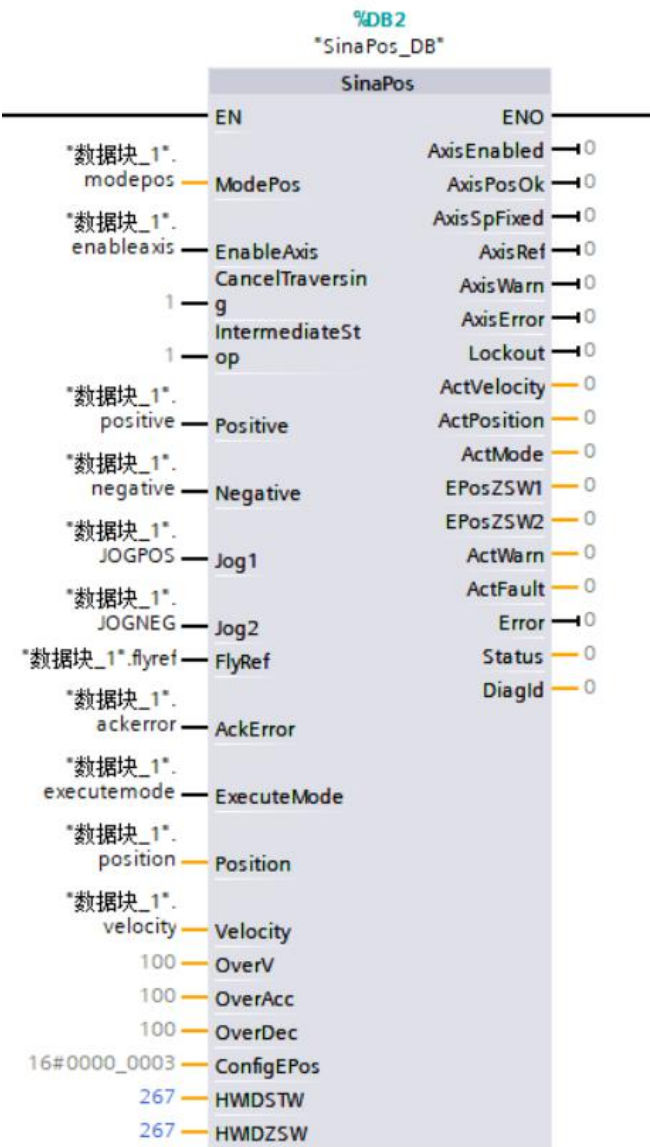 %DB2
"SinaPos_DB"
SinaPos
EN
ENO
"数据块_1".
modepos
ModePos
"数据块_1".
enableaxis
EnableAxis
1
CancelTraversin
g
1
IntermediateSt
op
"数据块_1".
positive
Positive
"数据块_1".
negative
Negative
"数据块_1".
JOGPOS
Jog1
"数据块_1".
JOGNEG
Jog2
"数据块_1".flyref
FlyRef
"数据块_1".
ackerror
AckError
"数据块_1".
executemode
ExecuteMode
"数据块_1".
position
Position
"数据块_1".
velocity
Velocity
100
OverV
100
OverAcc
100
OverDec
16#0000_0003
ConfigEPos
267
HWIDSTW
267
HWIDZSW
AxisEnabled
0
AxisPosOk
0
AxisSpFixed
0
AxisRef
0
AxisWarn
0
AxisError
0
Lockout
0
ActVelocity
0
ActPosition
0
ActMode
0
EPosZSW1
0
EPosZSW2
0
ActWarn
0
ActFault
0
Error
0
Status
0
DiagId
0